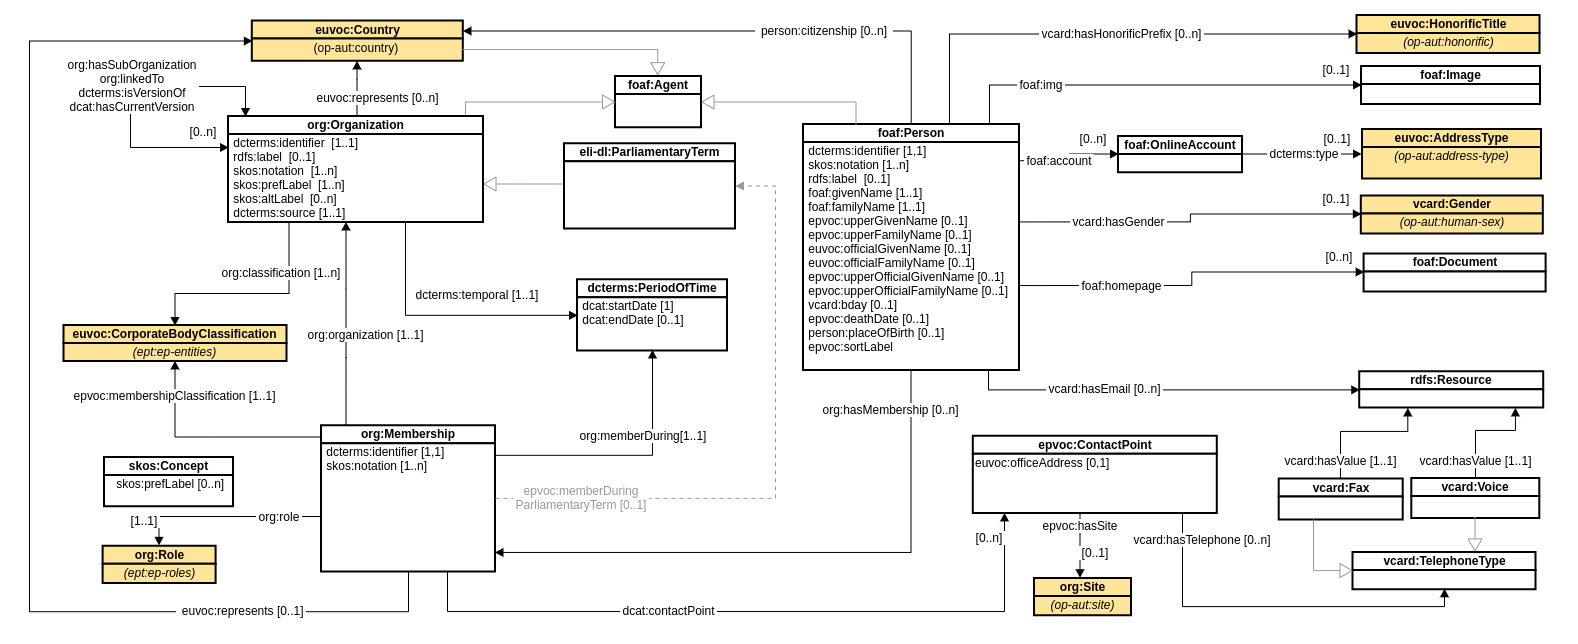 euvoc:Country
(op-aut:country)
person:citizenship [0..n]
vcard:hasHonorificPrefix [0..n]
euvoc:HonorificTitle
(op-aut:honorific)
org:hasSubOrganization
org:linkedTo
dcterms:isVersionOf
dcat:hasCurrentVersion
[0..n]
euvoc:represents [0..n]
foaf:Agent
foaf:img
[0..1]
foaf:Image
org:Organization
dcterms:identifier [1..1]
rdfs:label [0..1]
skos:notation [1..n]
skos:prefLabel [1..n]
skos:altLabel [0..n]
dcterms:source [1..1]
eli-dl:ParliamentaryTerm
foaf:Person
dcterms:identifier [1,1]
skos:notation [1..n]
rdfs:label [0..1]
foaf:givenName [1..1]
foaf:familyName [1..1]
epvoc:upperGivenName [0..1]
epvoc:upperFamilyName [0..1]
euvoc:officialGivenName [0..1]
euvoc:officialFamilyName [0..1]
epvoc:upperOfficialGivenName [0..1]
epvoc:upperOfficialFamilyName [0..1]
vcard:bday [0..1]
epvoc:deathDate [0..1]
person:placeOfBirth [0..1]
epvoc:sortLabel
foaf:account
[0..n]
foaf:OnlineAccount
dcterms:type
[0..1]
euvoc:AddressType
(op-aut:address-type)
vcard:hasGender
[0..1]
vcard:Gender
(op-aut:human-sex)
foaf:homepage
[0..n]
foaf:Document
org:classification [1..n]
dcterms:temporal [1..1]
dcterms:PeriodOfTime
dcat:startDate [1]
dcat:endDate [0..1]
euvoc:CorporateBodyClassification
(ept:ep-entities)
org:organization [1..1]
epvoc:membershipClassification [1..1]
vcard:hasEmail [0..n]
rdfs:Resource
org:hasMembership [0..n]
org:Membership
dcterms:identifier [1,1]
skos:notation [1..n]
org:memberDuring[1..1]
epvoc:memberDuring
ParliamentaryTerm [0..1]
skos:Concept
skos:prefLabel [0..n]
org:role
[1..1]
org:Role
(ept:ep-roles)
epvoc:ContactPoint
euvoc:officeAddress [0,1]
vcard:hasValue [1..1]
vcard:hasValue [1..1]
vcard:Fax
vcard:Voice
[0..n]
epvoc:hasSite
[0..1]
vcard:hasTelephone [0..n]
vcard:TelephoneType
org:Site
(op-aut:site)
euvoc:represents [0..1]
dcat:contactPoint